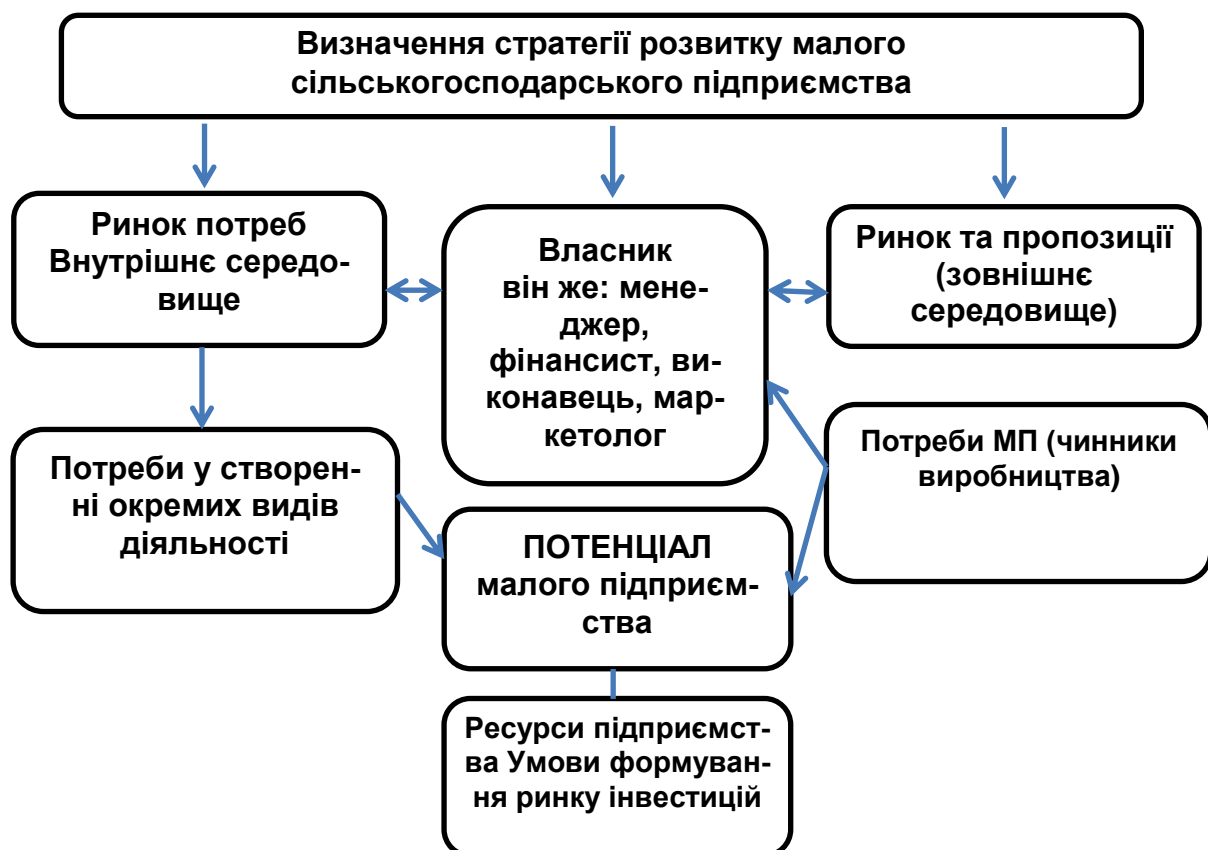 Визначення стратегії розвитку малого
сільськогосподарського підприємства
Ринок потреб
Внутрішнє середо-
вище
Власник
він же: мене-
джер,
фінансист, ви-
конавець, мар-
кетолог
Ринок та пропозиції
(зовнішнє
середовище)
Потреби у створен-
ні окремих видів
діяльності
Потреби МП (чинники
виробництва)
ПОТЕНЦІАЛ
малого підприєм-
ства
Ресурси підприємст-
ва Умови формуван-
ня ринку інвестицій